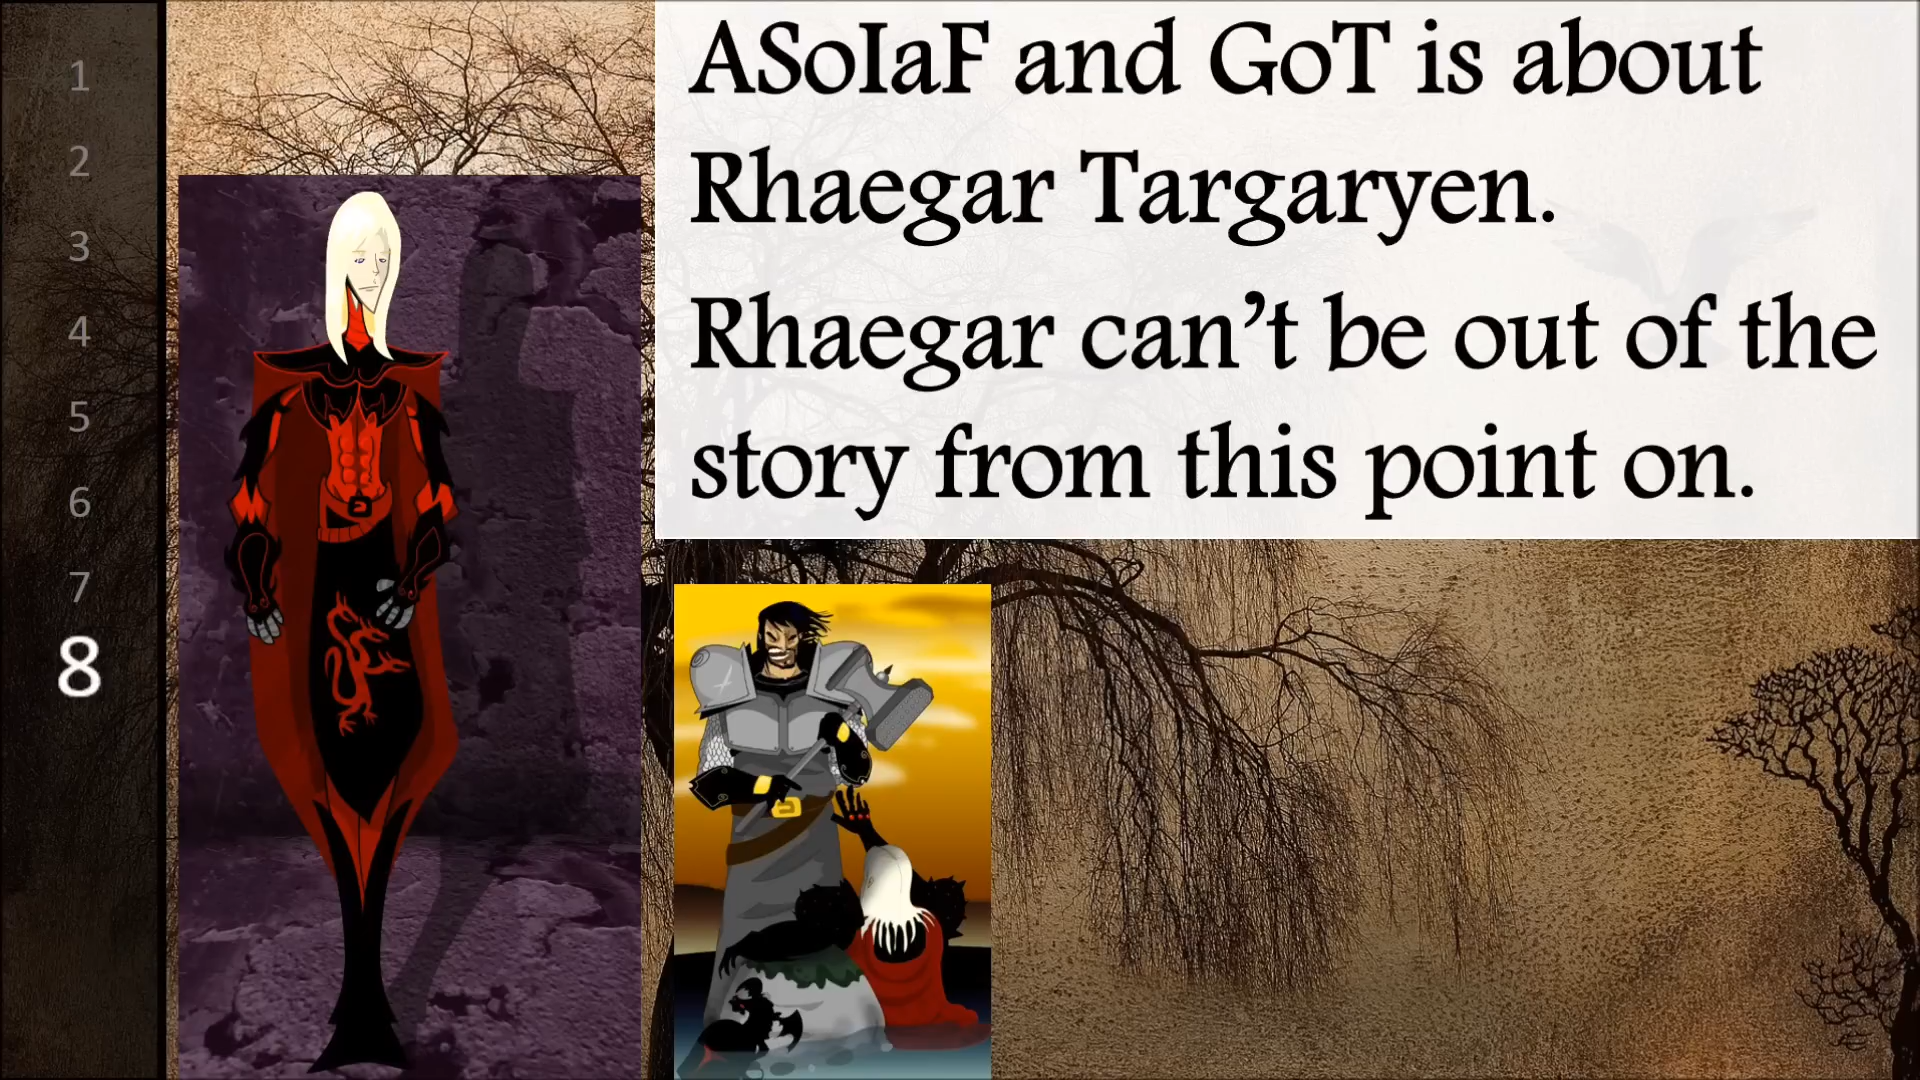 1
2
3
4
5
6
7
8
ASoIaF and GoT is about
Rhaegar Targaryen.
Rhaegar can’t be out of the
story from this point on.